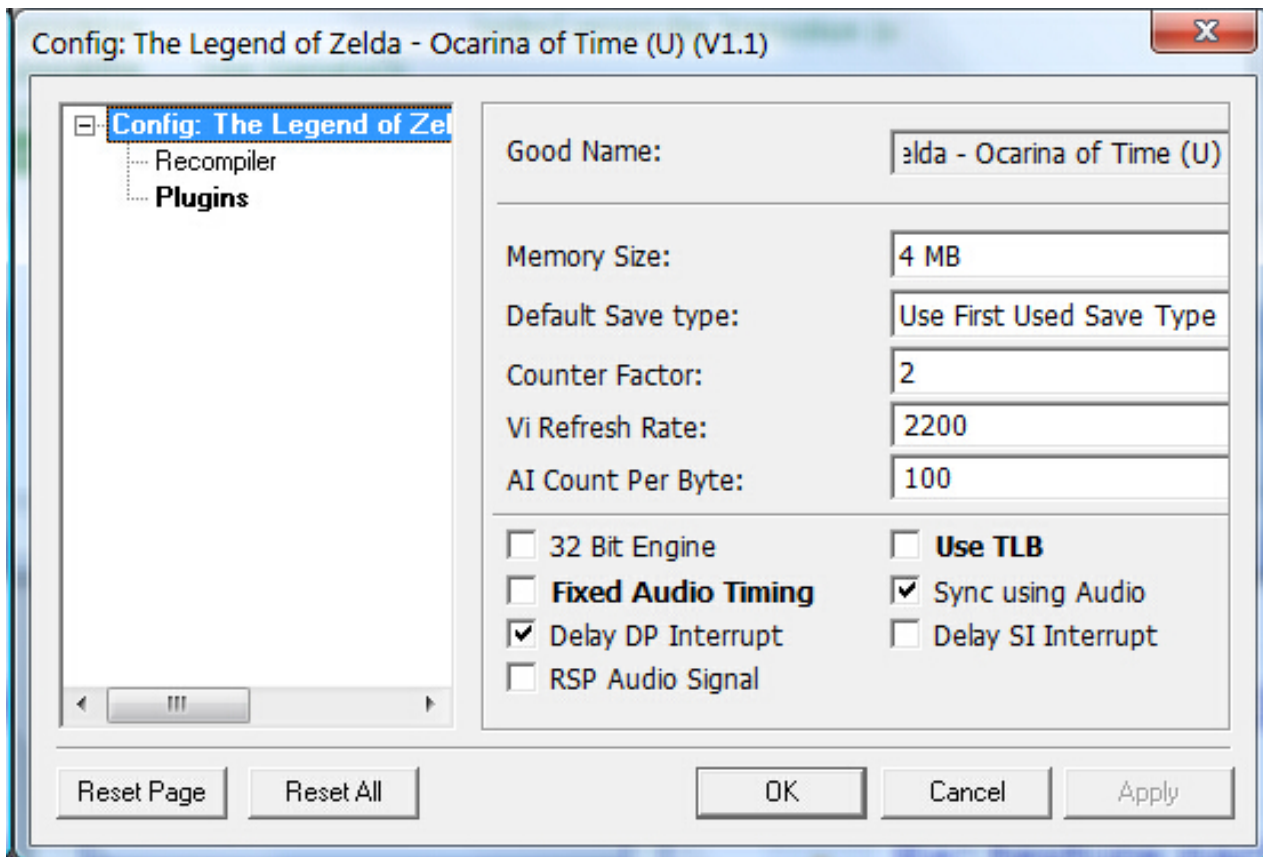 Config: The Legend of Zelda - Ocarina of Time (U) (V1.1)
Config: The Legend of Zel
Recompiler
Plugins
Good Name: elda - Ocarina of Time (U)
Memory Size: 4 MB
Default Save type: Use First Used Save Type
Counter Factor: 2
Vi Refresh Rate: 2200
AI Count Per Byte: 100
32 Bit Engine Use TLB
Fixed Audio Timing Sync using Audio
Delay DP Interrupt Delay SI Interrupt
RSP Audio Signal
Reset Page Reset All OK Cancel Apply